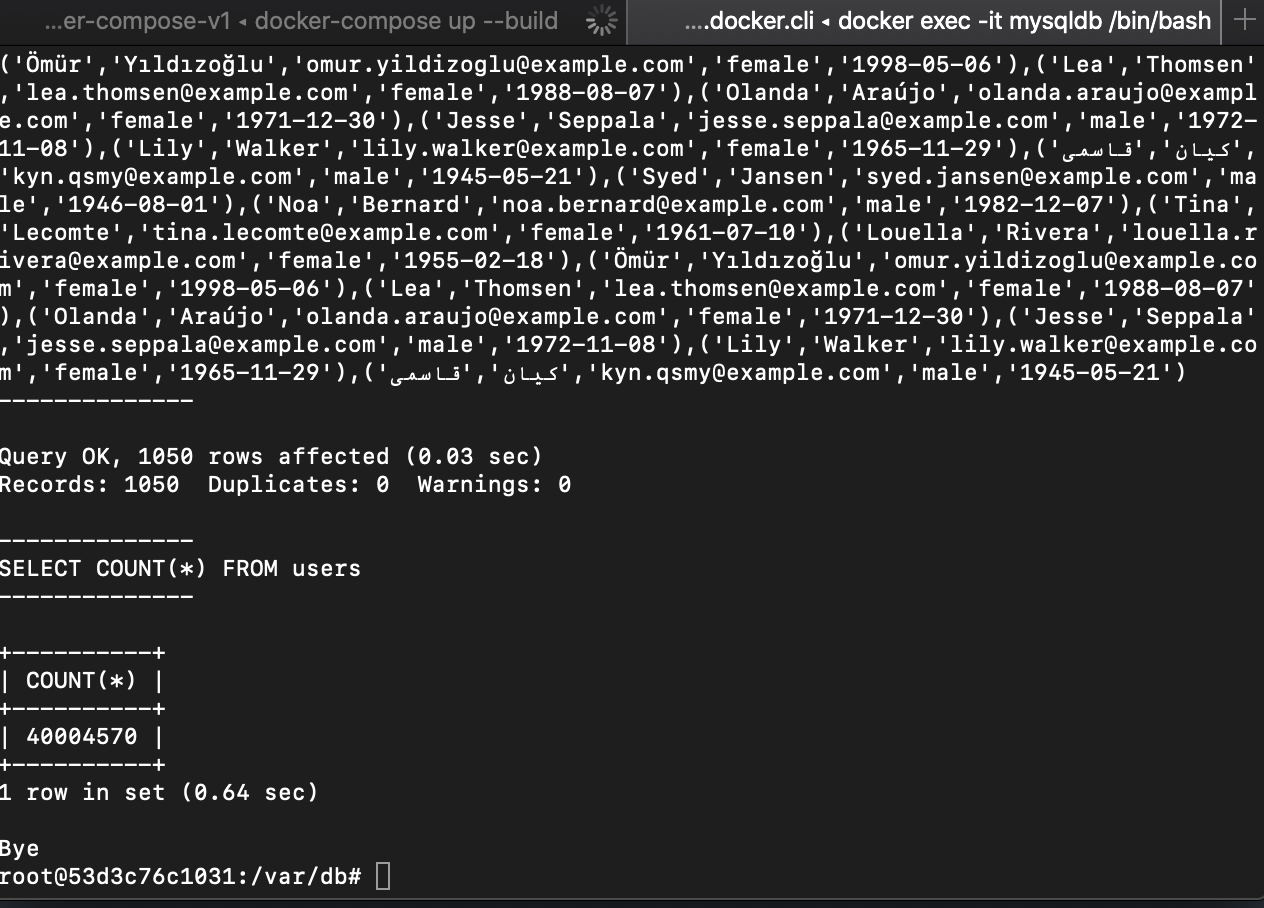 ...er-compose-v1 ◂ docker-compose up --build
....docker.cli ◂ docker exec -it mysqldb /bin/bash
('Ömür','Yıldızoğlu','omur.yildizoglu@example.com','female','1998-05-06'),('Lea','Thomsen'
,'lea.thomsen@example.com','female','1988-08-07'),('Olanda','Araújo','olanda.araujo@exampl
e.com','female','1971-12-30'),('Jesse','Seppala','jesse.seppala@example.com','male','1972-
11-08'),('Lily','Walker','lily.walker@example.com','female','1965-11-29'),('کیان','قاسمی',
'kyn.qsmy@example.com','male','1945-05-21'),('Syed','Jansen','syed.jansen@example.com','ma
le','1946-08-01'),('Noa','Bernard','noa.bernard@example.com','male','1982-12-07'),('Tina',
'Lecomte','tina.lecomte@example.com','female','1961-07-10'),('Louella','Rivera','louella.r
ivera@example.com','female','1955-02-18'),('Ömür','Yıldızoğlu','omur.yildizoglu@example.co
m','female','1998-05-06'),('Lea','Thomsen','lea.thomsen@example.com','female','1988-08-07'
),('Olanda','Araújo','olanda.araujo@example.com','female','1971-12-30'),('Jesse','Seppala'
,'jesse.seppala@example.com','male','1972-11-08'),('Lily','Walker','lily.walker@example.co
m','female','1965-11-29'),('کیان','قاسمی','kyn.qsmy@example.com','male','1945-05-21')
--------------
Query OK, 1050 rows affected (0.03 sec)
Records: 1050  Duplicates: 0  Warnings: 0
--------------
SELECT COUNT(*) FROM users
--------------
+----------+
| COUNT(*) |
+----------+
| 40004570 |
+----------+
1 row in set (0.64 sec)
Bye
root@53d3c76c1031:/var/db#